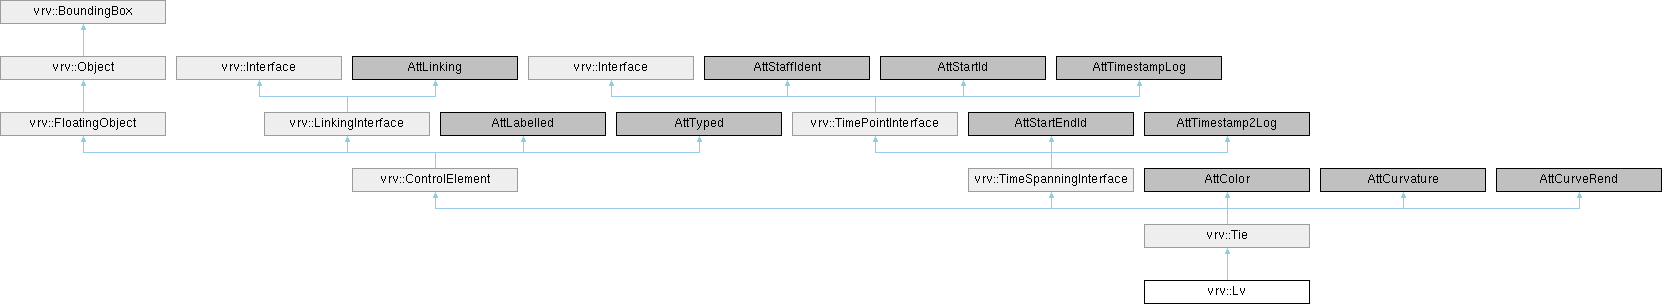 vrv::BoundingBox
vrv::Object
vrv::Interface
AttLinking
vrv::Interface
AttStaffIdent
AttStartId
AttTimestampLog
vrv::FloatingObject
vrv::LinkingInterface
AttLabelled
AttTyped
vrv::TimePointInterface
AttStartEndId
AttTimestamp2Log
vrv::ControlElement
vrv::TimeSpanningInterface
AttColor
AttCurvature
AttCurveRend
vrv::Tie
vrv::Lv